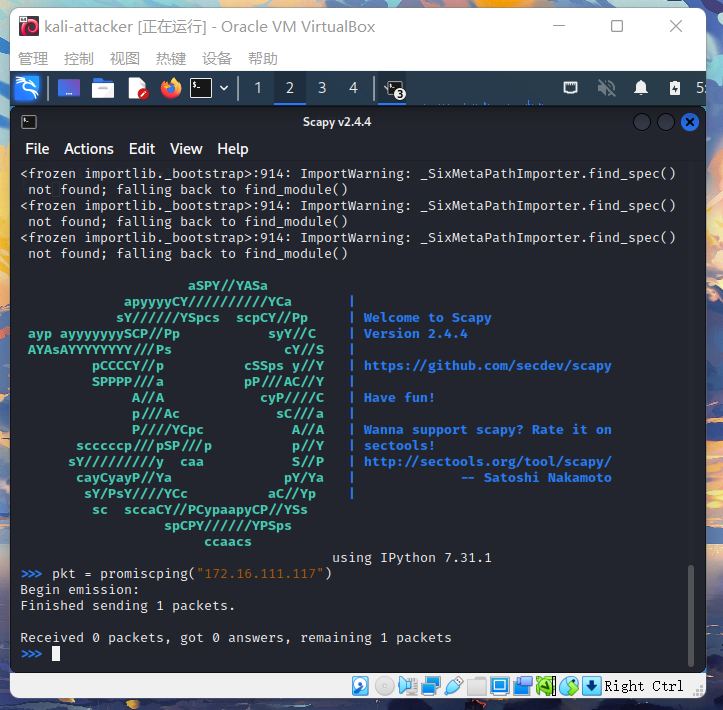 kali-attacker [正在运行] - Oracle VM VirtualBox
管理 控制 视图 热键 设备 帮助
1 2 3 4 3
Scapy v2.4.4
File Actions Edit View Help
<frozen importlib._bootstrap>:914: ImportWarning: _SixMetaPathImporter.find_spec()
 not found; falling back to find_module()
<frozen importlib._bootstrap>:914: ImportWarning: _SixMetaPathImporter.find_spec()
 not found; falling back to find_module()
<frozen importlib._bootstrap>:914: ImportWarning: _SixMetaPathImporter.find_spec()
 not found; falling back to find_module()
                     aSPY//YASa
             apyyyyCY//////////YCa       |
            sY//////YSpcs  scpCY//Pp     | Welcome to Scapy
 ayp ayyyyyyySCP//Pp           syY//C    | Version 2.4.4
 AYAsAYYYYYYYY///Ps              cY//S   |
         pCCCCY//p          cSSps y//Y   | https://github.com/secdev/scapy
         SPPPP///a          pP///AC//Y   |
              A//A            cyP////C   | Have fun!
              p///Ac            sC///a   |
              P////YCpc           A//A   | Wanna support scapy? Rate it on
       scccccp///pSP///p          p//Y   | sectools!
      sY/////////y  caa           S//P   | http://sectools.org/tool/scapy/
       cayCyayP//Ya              pY/Ya   |             -- Satoshi Nakamoto
        sY/PsY////YCc          aC//Yp    |
         sc  sccaCY//PCypaapyCP//YSs
                  spCPY//////YPSps
                       ccaacs
                                       using IPython 7.31.1
>>> pkt = promiscping("172.16.111.117")
Begin emission:
Finished sending 1 packets.
Received 0 packets, got 0 answers, remaining 1 packets
>>>
Right Ctrl